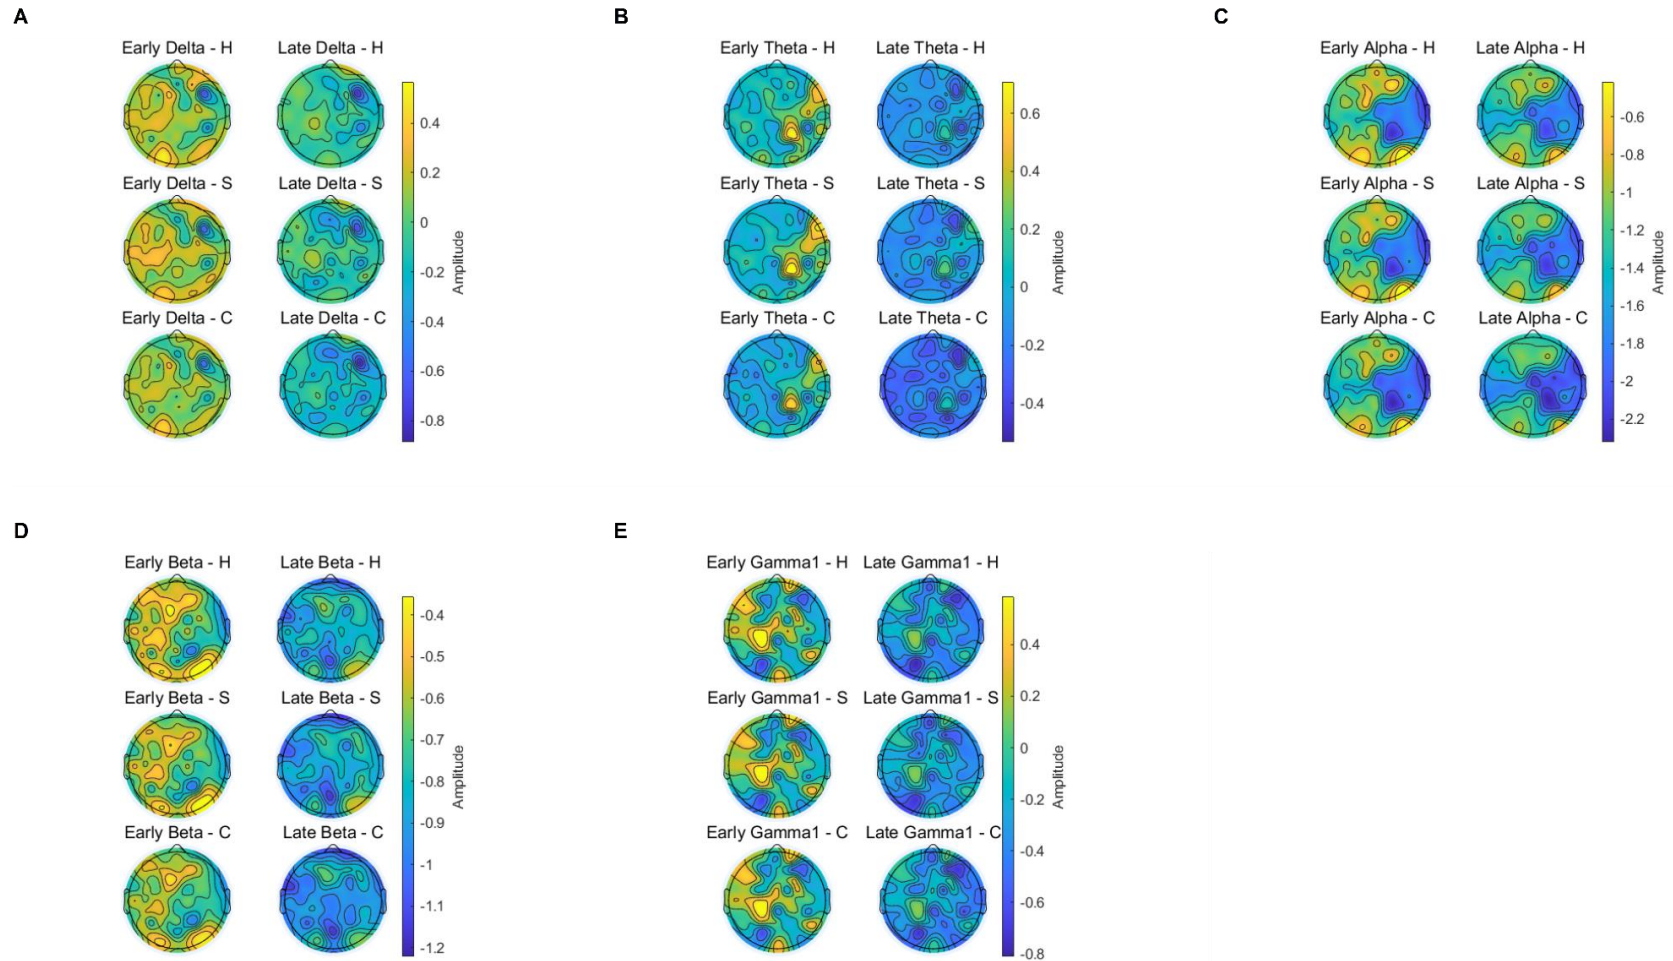 A
Early Delta - H
Late Delta - H
Early Delta - S
Late Delta - S
Early Delta - C
Late Delta - C
0.4
0.2
0
-0.2
-0.4
-0.6
-0.8
Amplitude
B
Early Theta - H
Late Theta - H
Early Theta - S
Late Theta - S
Early Theta - C
Late Theta - C
0.6
0.4
0.2
0
-0.2
-0.4
Amplitude
C
Early Alpha - H
Late Alpha - H
Early Alpha - S
Late Alpha - S
Early Alpha - C
Late Alpha - C
-0.6
-0.8
-1
-1.2
-1.4
-1.6
-1.8
-2
-2.2
Amplitude
D
Early Beta - H
Late Beta - H
Early Beta - S
Late Beta - S
Early Beta - C
Late Beta - C
-0.4
-0.5
-0.6
-0.7
-0.8
-0.9
-1
-1.1
-1.2
Amplitude
E
Early Gamma1 - H
Late Gamma1 - H
Early Gamma1 - S
Late Gamma1 - S
Early Gamma1 - C
Late Gamma1 - C
0.4
0.2
0
-0.2
-0.4
-0.6
-0.8
Amplitude